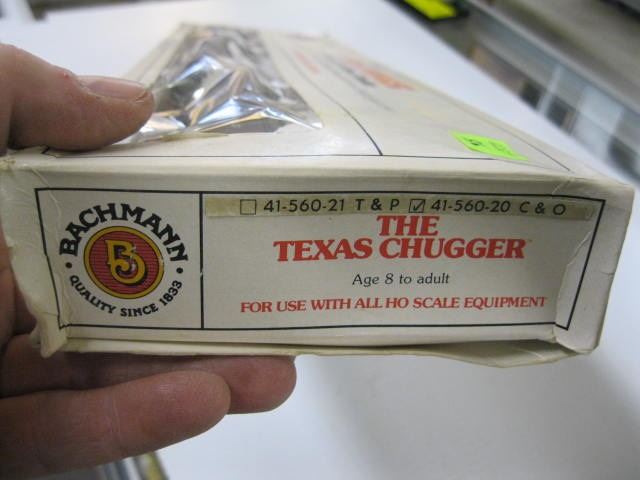 BACHMANN
B
QUALITY SINCE 1833
☐ 41-560-21 T & P ☑ 41-560-20 C & O
THE
TEXAS CHUGGER
Age 8 to adult
FOR USE WITH ALL HO SCALE EQUIPMENT